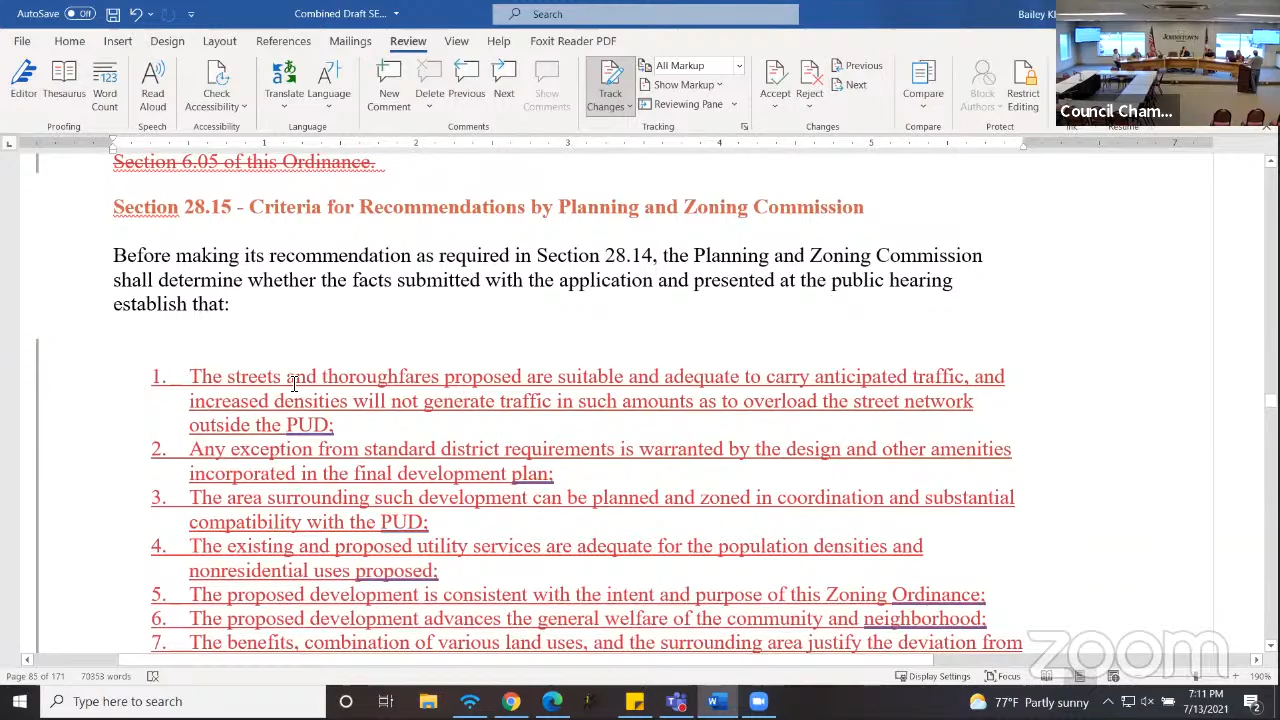 AutoSave Off
Search
Bailey K
File Home Insert Draw Design Layout References Mailings Review View Help Foxit Reader PDF
Editor
Thesaurus
Word Count
Read Aloud
Check Accessibility
Translate
Language
New Comment
Delete
Previous
Next
Show Comments
Track Changes
All Markup
Show Markup
Reviewing Pane
Accept
Reject
Previous
Next
Compare
Block Authors
Restrict Editing
Proofing
Speech
Accessibility
Language
Comments
Tracking
Changes
Compare
Protect
Ink
Resume
JOHNSTOWN
Council Cham...
1 2 3 4 5 7
Section 6.05 of this Ordinance.
Section 28.15 - Criteria for Recommendations by Planning and Zoning Commission
Before making its recommendation as required in Section 28.14, the Planning and Zoning Commission
shall determine whether the facts submitted with the application and presented at the public hearing
establish that:
1. The streets and thoroughfares proposed are suitable and adequate to carry anticipated traffic, and
increased densities will not generate traffic in such amounts as to overload the street network
outside the PUD;
2. Any exception from standard district requirements is warranted by the design and other amenities
incorporated in the final development plan;
3. The area surrounding such development can be planned and zoned in coordination and substantial
compatibility with the PUD;
4. The existing and proposed utility services are adequate for the population densities and
nonresidential uses proposed;
5. The proposed development is consistent with the intent and purpose of this Zoning Ordinance;
6. The proposed development advances the general welfare of the community and neighborhood;
7. The benefits, combination of various land uses, and the surrounding area justify the deviation from
zoom
Page 85 of 171 70353 words
Display Settings
Focus
190%
Type here to search
77°F Partly sunny
7:11 PM
7/13/2021
2